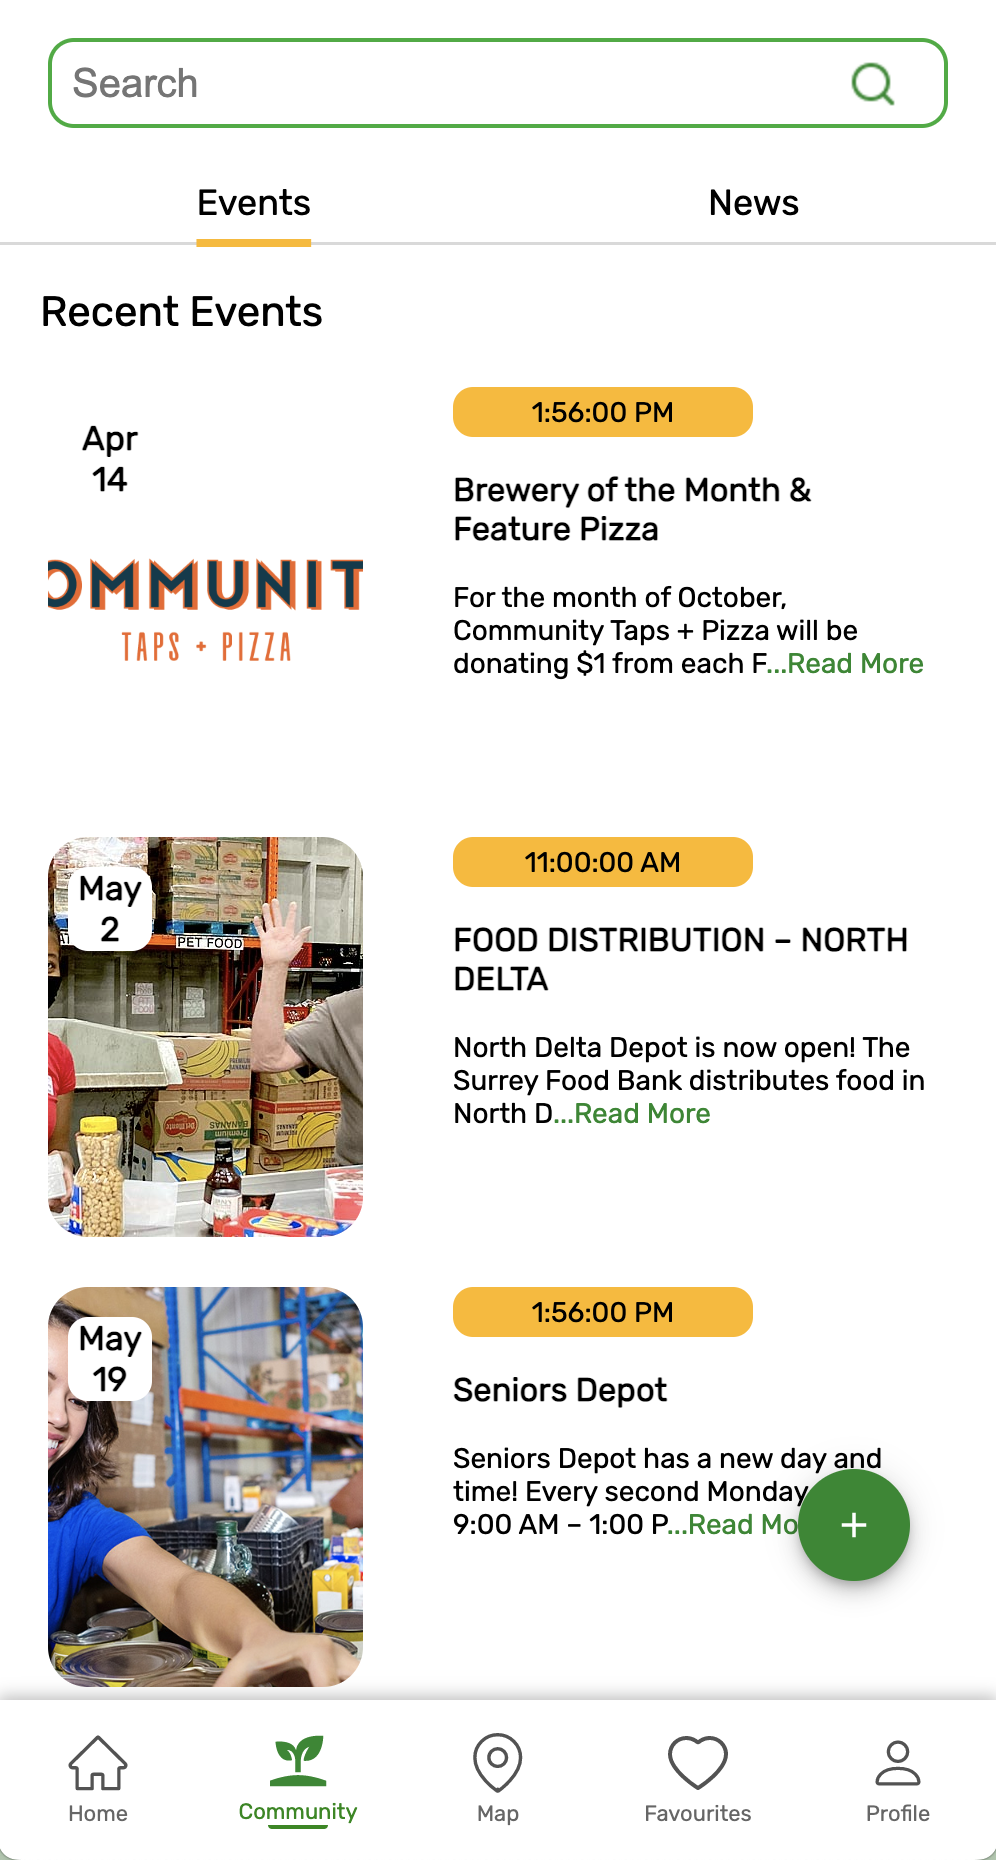 Search
Events
News
Recent Events
Apr
14
OMMUNIT
TAPS + PIZZA
1:56:00 PM
Brewery of the Month &
Feature Pizza
For the month of October,
Community Taps + Pizza will be
donating $1 from each F...Read More
May
2
PET FOOD
11:00:00 AM
FOOD DISTRIBUTION – NORTH
DELTA
North Delta Depot is now open! The
Surrey Food Bank distributes food in
North D...Read More
May
19
1:56:00 PM
Seniors Depot
Seniors Depot has a new day and
time! Every second Monday
9:00 AM – 1:00 P...Read Mo
+
Home
Community
Map
Favourites
Profile